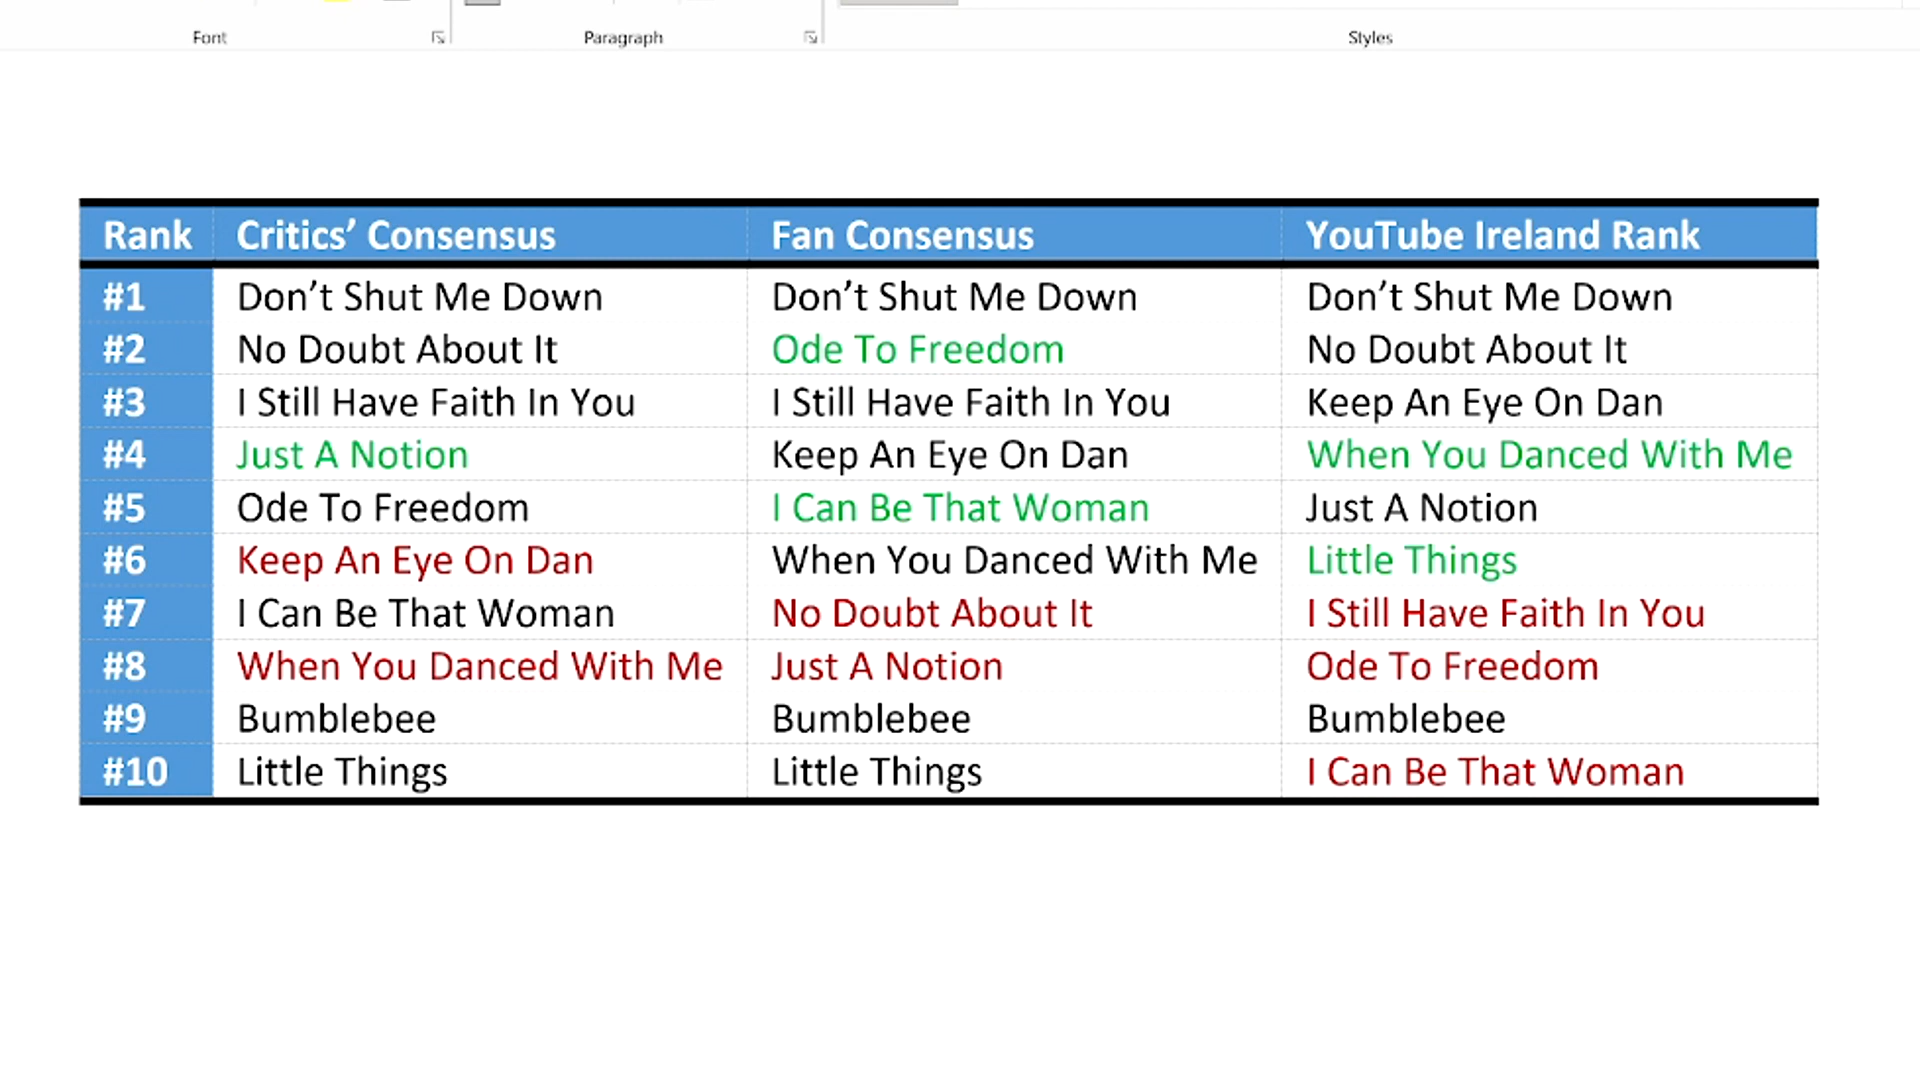 Font Paragraph Styles
Rank Critics’ Consensus Fan Consensus YouTube Ireland Rank
#1 Don’t Shut Me Down Don’t Shut Me Down Don’t Shut Me Down
#2 No Doubt About It Ode To Freedom No Doubt About It
#3 I Still Have Faith In You I Still Have Faith In You Keep An Eye On Dan
#4 Just A Notion Keep An Eye On Dan When You Danced With Me
#5 Ode To Freedom I Can Be That Woman Just A Notion
#6 Keep An Eye On Dan When You Danced With Me Little Things
#7 I Can Be That Woman No Doubt About It I Still Have Faith In You
#8 When You Danced With Me Just A Notion Ode To Freedom
#9 Bumblebee Bumblebee Bumblebee
#10 Little Things Little Things I Can Be That Woman